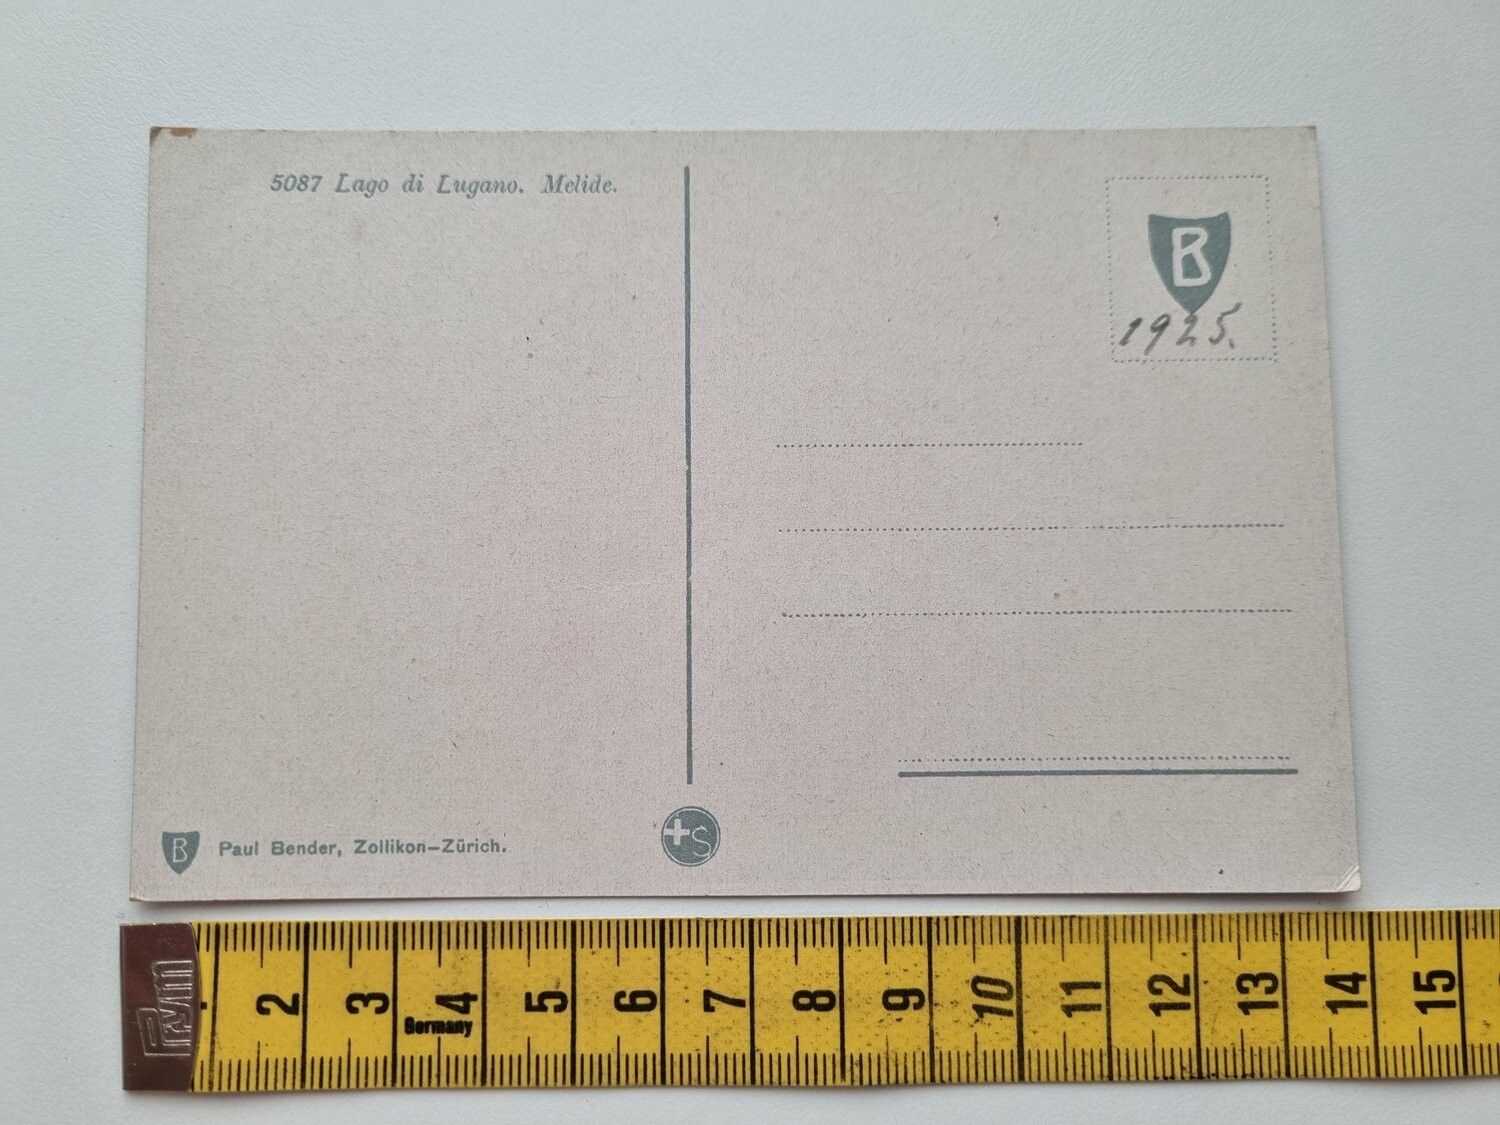 5087 Lago di Lugano. Melide.
B
1925.
B Paul Bender, Zollikon-Zürich.
+S
Prym
2 3 4 5 6 7 8 9 10 11 12 13 14 15
Germany